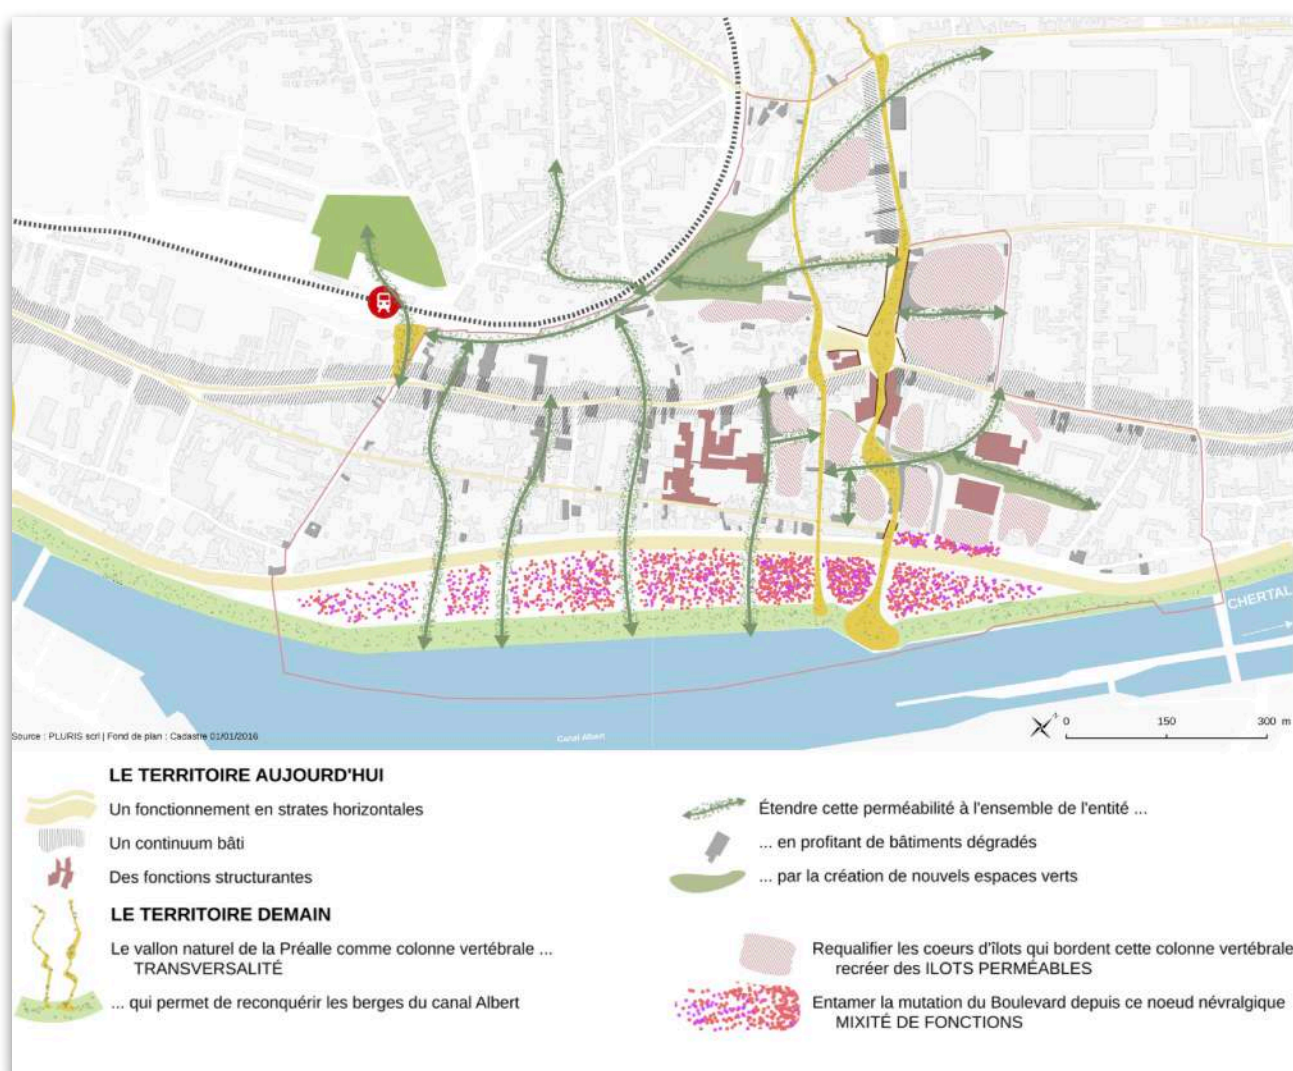 CHERTAL
0 150 300 m
Source : PLURIS scrl | Fond de plan : Cadastre 01/01/2016
Canal Albert
LE TERRITOIRE AUJOURD'HUI
Un fonctionnement en strates horizontales
Un continuum bâti
Des fonctions structurantes
LE TERRITOIRE DEMAIN
Le vallon naturel de la Préalle comme colonne vertébrale ...
TRANSVERSALITÉ
... qui permet de reconquérir les berges du canal Albert
Étendre cette perméabilité à l'ensemble de l'entité ...
... en profitant de bâtiments dégradés
... par la création de nouvels espaces verts
Requalifier les coeurs d'îlots qui bordent cette colonne vertébrale
recréer des ILOTS PERMÉABLES
Entamer la mutation du Boulevard depuis ce noeud névralgique
MIXITÉ DE FONCTIONS